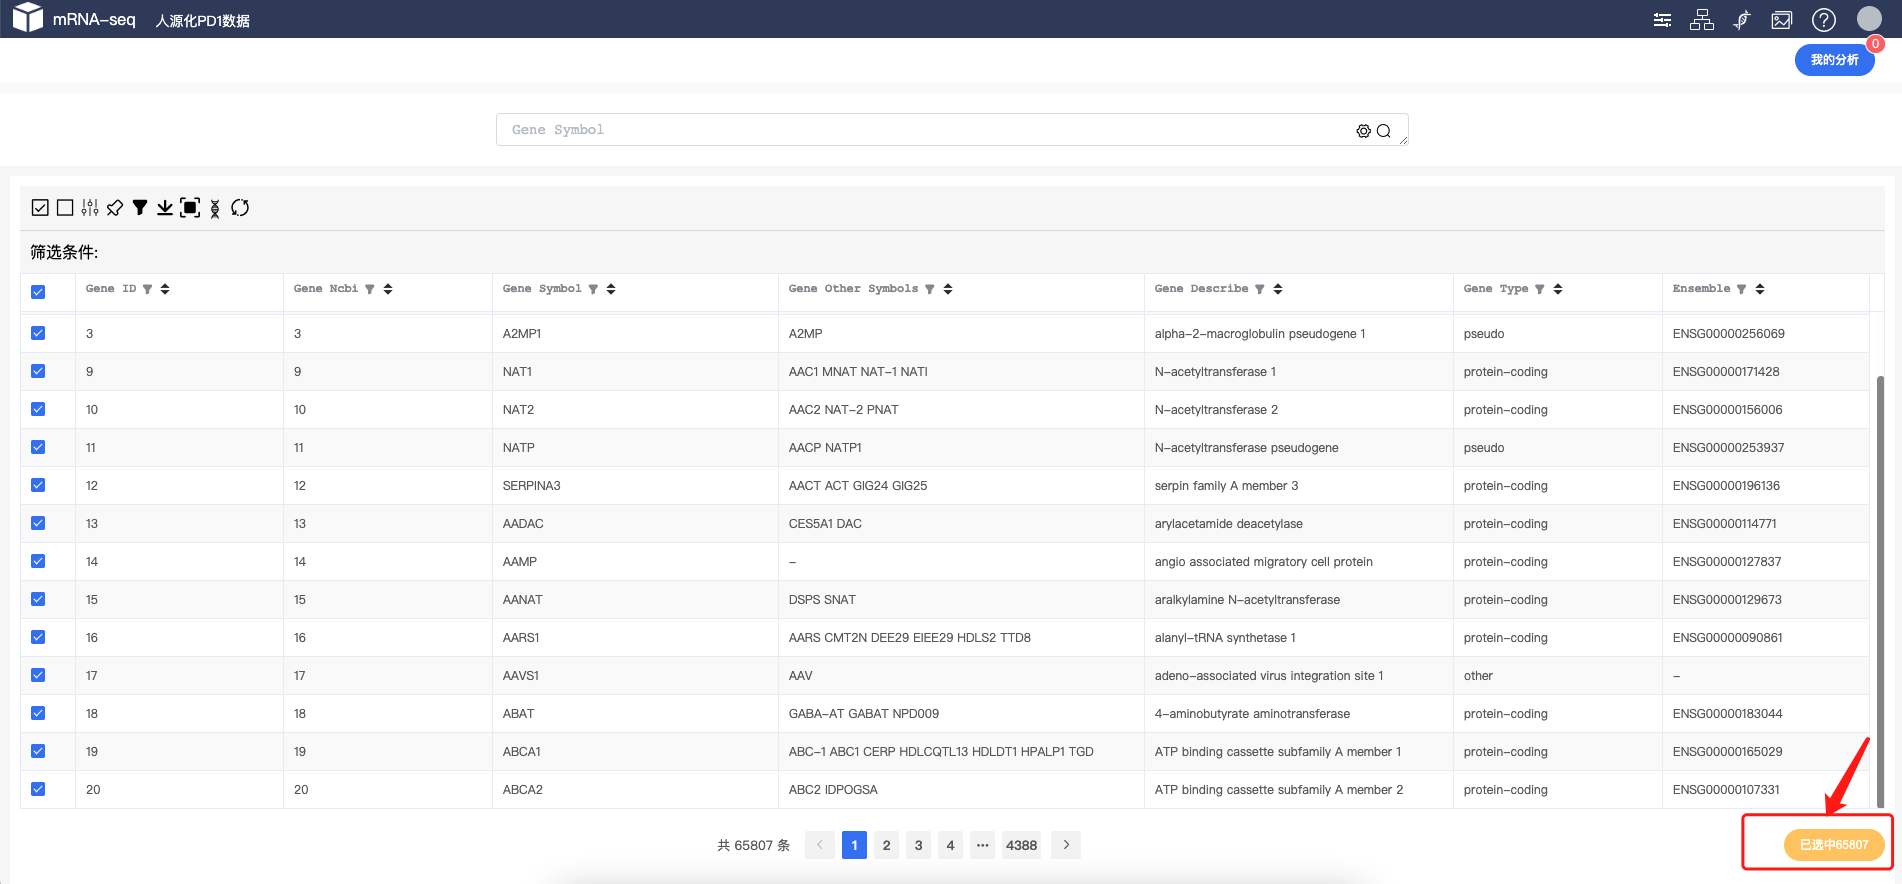 mRNA-seq 人源化PD1数据
0
我的分析
Gene Symbol
筛选条件:
Gene ID Gene Ncbi Gene Symbol Gene Other Symbols Gene Describe Gene Type Ensemble
3 3 A2MP1 A2MP alpha-2-macroglobulin pseudogene 1 pseudo ENSG00000256069
9 9 NAT1 AAC1 MNAT NAT-1 NATI N-acetyltransferase 1 protein-coding ENSG00000171428
10 10 NAT2 AAC2 NAT-2 PNAT N-acetyltransferase 2 protein-coding ENSG00000156006
11 11 NATP AACP NATP1 N-acetyltransferase pseudogene pseudo ENSG00000253937
12 12 SERPINA3 AACT ACT GIG24 GIG25 serpin family A member 3 protein-coding ENSG00000196136
13 13 AADAC CES5A1 DAC arylacetamide deacetylase protein-coding ENSG00000114771
14 14 AAMP - angio associated migratory cell protein protein-coding ENSG00000127837
15 15 AANAT DSPS SNAT aralkylamine N-acetyltransferase protein-coding ENSG00000129673
16 16 AARS1 AARS CMT2N DEE29 EIEE29 HDLS2 TTD8 alanyl-tRNA synthetase 1 protein-coding ENSG00000090861
17 17 AAVS1 AAV adeno-associated virus integration site 1 other -
18 18 ABAT GABA-AT GABAT NPD009 4-aminobutyrate aminotransferase protein-coding ENSG00000183044
19 19 ABCA1 ABC-1 ABC1 CERP HDLCQTL13 HDLDT1 HPALP1 TGD ATP binding cassette subfamily A member 1 protein-coding ENSG00000165029
20 20 ABCA2 ABC2 IDPOGSA ATP binding cassette subfamily A member 2 protein-coding ENSG00000107331
共 65807 条 1 2 3 4 ··· 4388
已选中65807